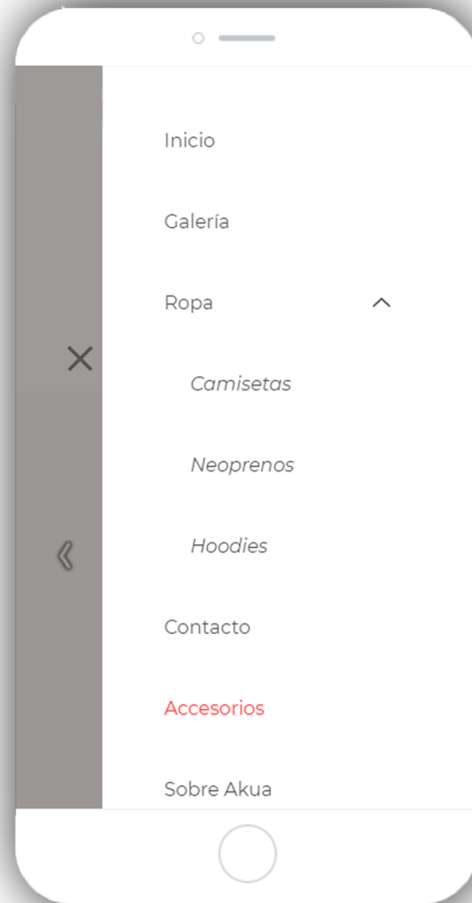 Inicio
Galería
Ropa
Camisetas
Neoprenos
Hoodies
Contacto
Accesorios
Sobre Akua